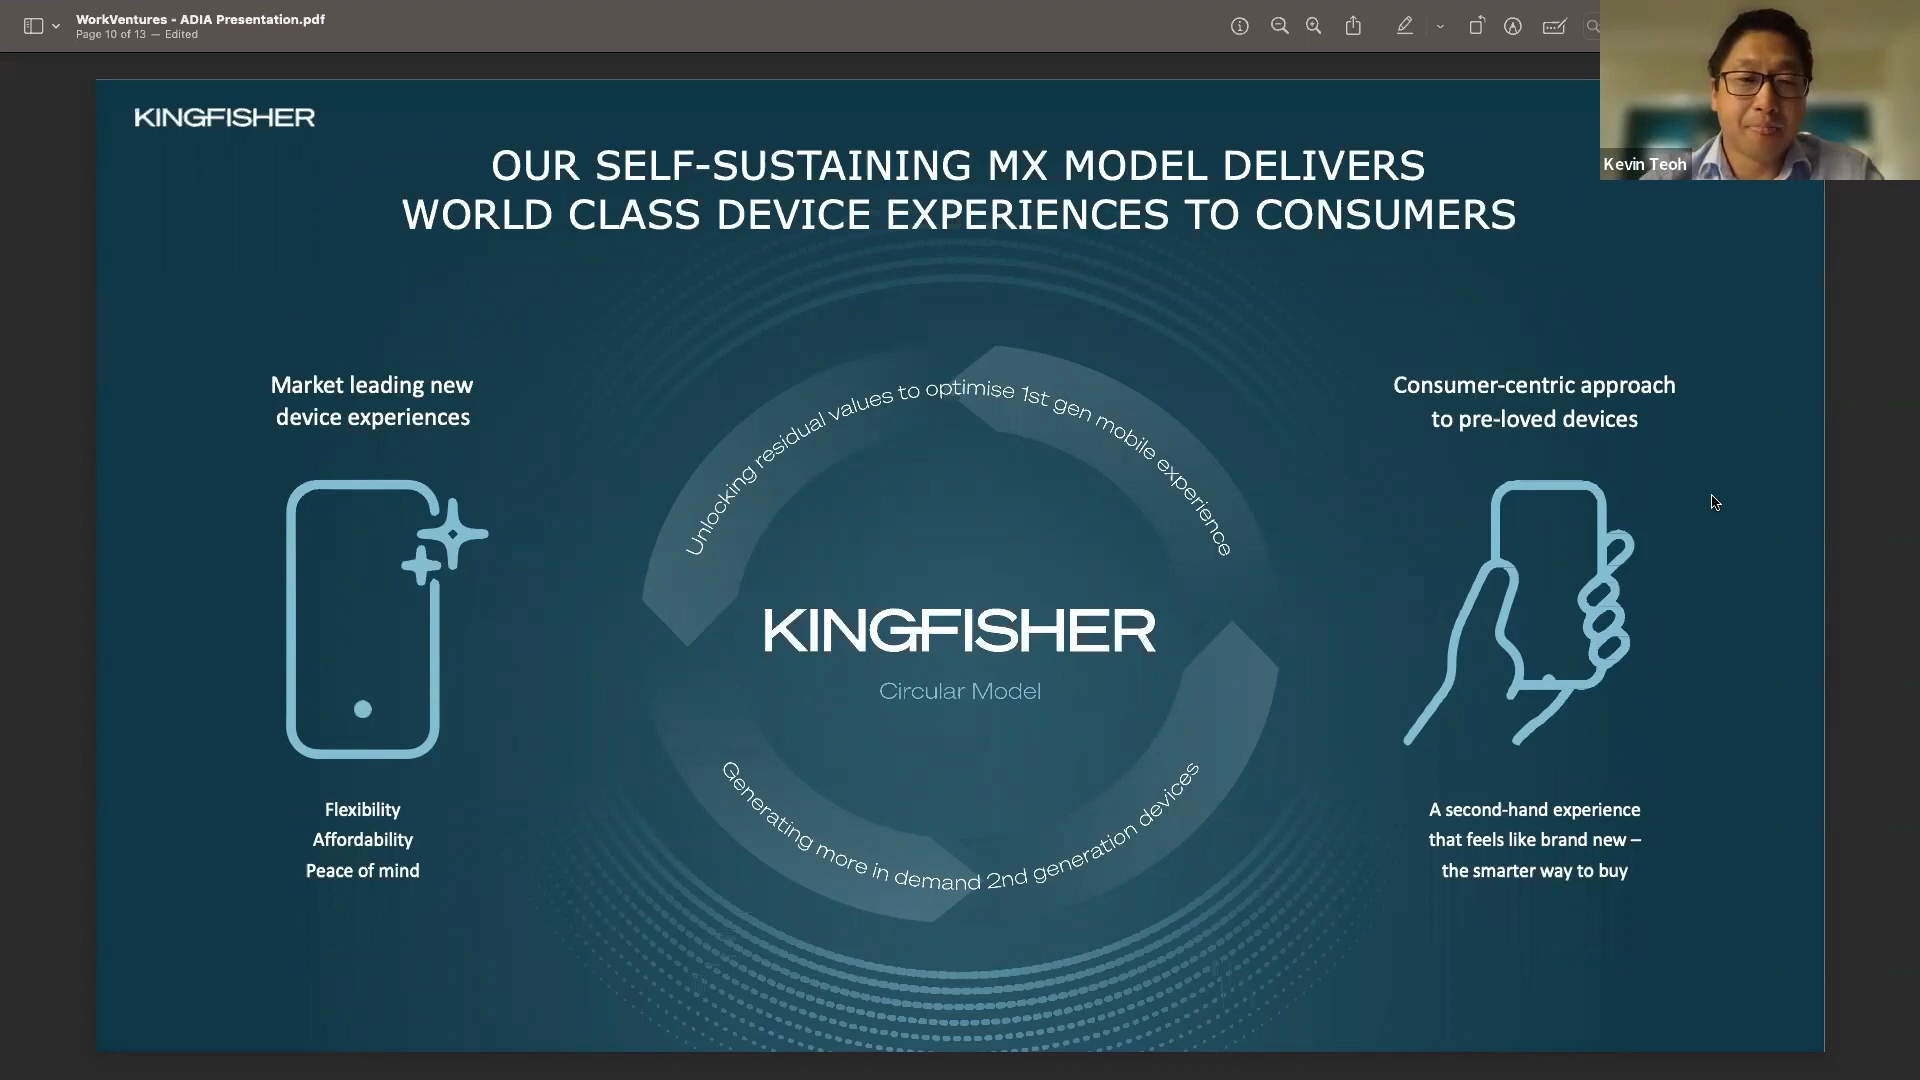 WorkVentures - ADIA Presentation.pdf
Page 10 of 13 — Edited
Kevin Teoh
KINGFISHER
OUR SELF-SUSTAINING MX MODEL DELIVERS
WORLD CLASS DEVICE EXPERIENCES TO CONSUMERS
Market leading new
device experiences
Flexibility
Affordability
Peace of mind
Unlocking residual values to optimise 1st gen mobile experience
KINGFISHER
Circular Model
Generating more in demand 2nd generation devices
Consumer-centric approach
to pre-loved devices
A second-hand experience
that feels like brand new –
the smarter way to buy